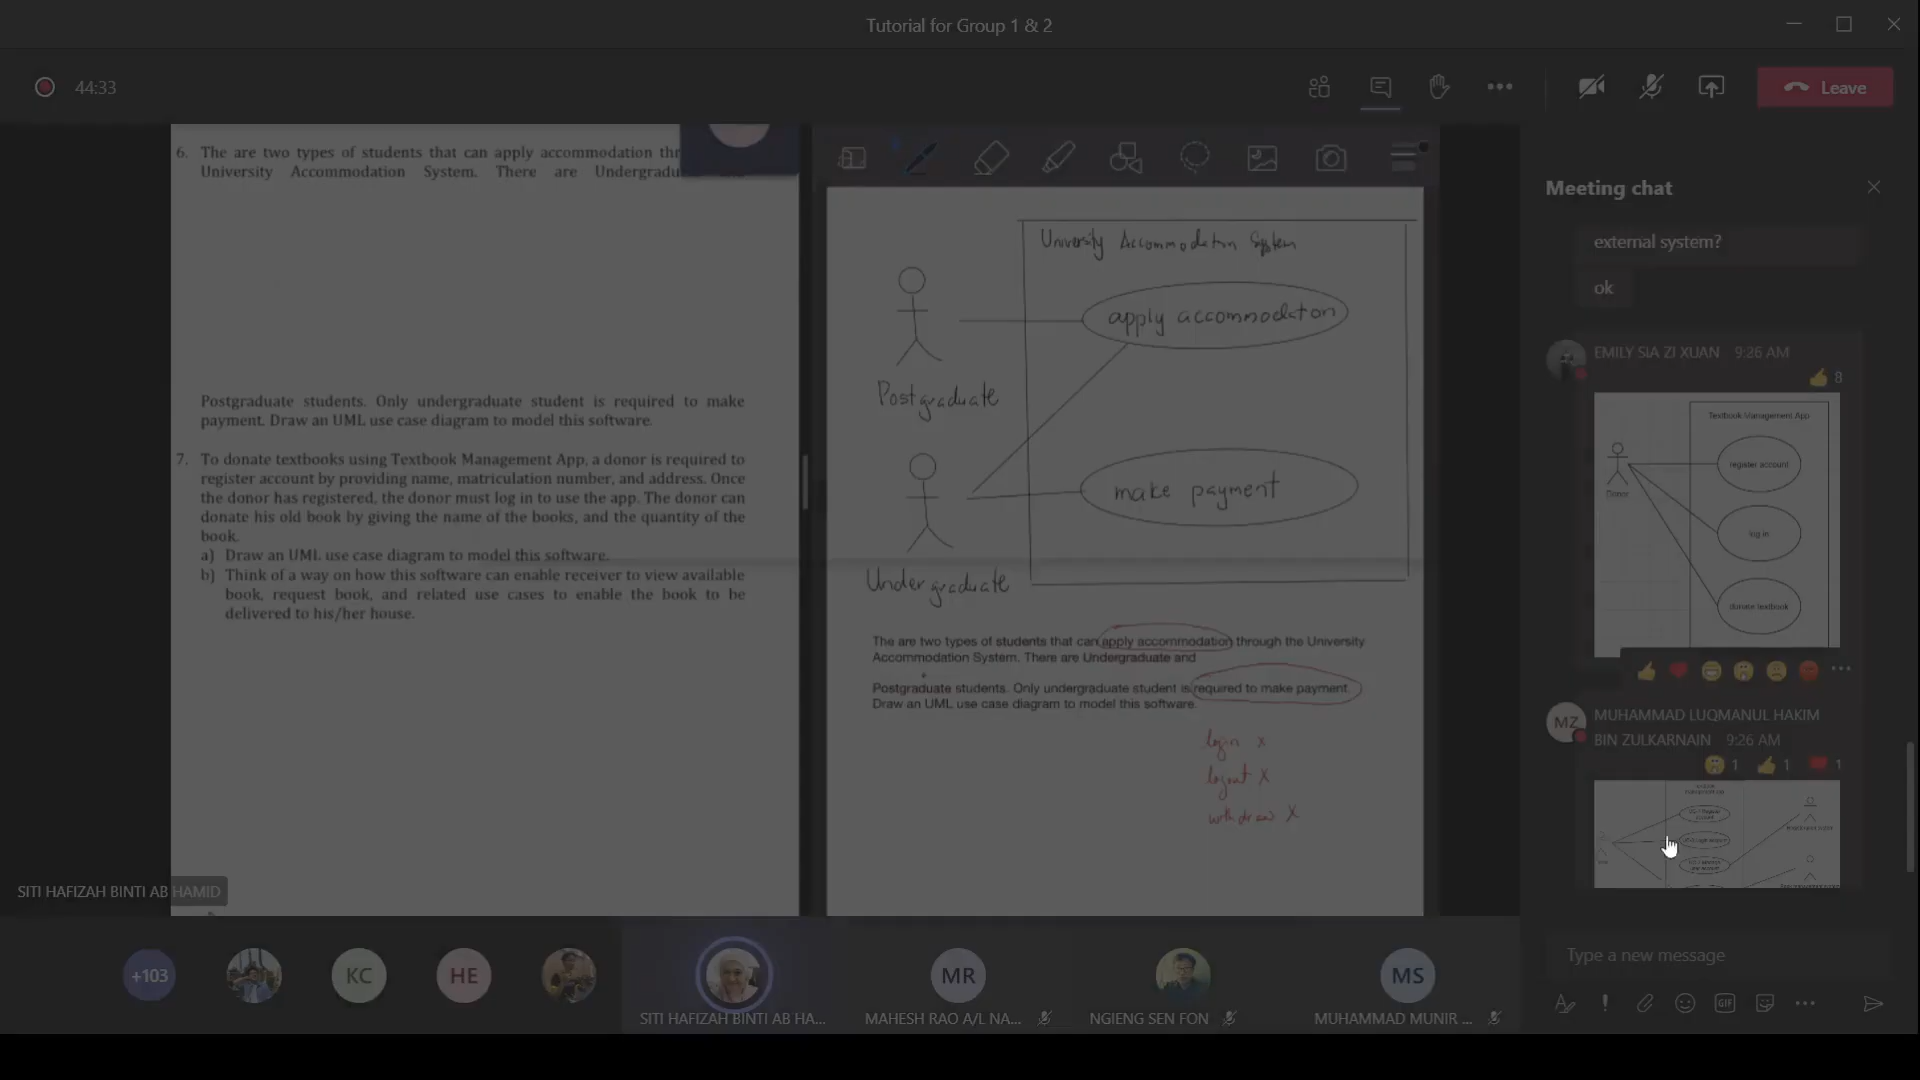 Tutorial for Group 1 & 2
44:33
Leave
6. The are two types of students that can apply accommodation
University Accommodation System. There are
Postgraduate students. Only undergraduate student is required to make
payment. Draw an UML use case diagram to model this software.
7. To donate textbooks using Textbook Management App, a donor is required to
register account by providing name, matriculation number, and address. Once
the donor has registered, the donor must log in to use the app. The donor can
donate his old book by giving the name of the books, and the quantity of the
book.
a) Draw an UML use case diagram to model this software.
b) Think of a way on how this software can enable receiver to view available
book, request book, and related use cases to enable the book to be
delivered to his/her house.
University Accommodation System
apply accommodation
Postgraduate
make payment
Undergraduate
The are two types of students that can apply accommodation through the University
Accommodation System. There are Undergraduate and
Postgraduate students. Only undergraduate student is required to make payment.
Draw an UML use case diagram to model this software.
login x
logout x
withdraw x
Meeting chat
external system?
ok
EMILY SIA ZI XUAN 9:26 AM
8
Textbook Management App
register account
Donor
log in
donate textbook
MZ
MUHAMMAD LUQMANUL HAKIM
BIN ZULKARNAIN 9:26 AM
1 1 1
Type a new message
GIF
SITI HAFIZAH BINTI AB HAMID
+103
KC
HE
MR
MS
SITI HAFIZAH BINTI AB HA...
MAHESH RAO A/L NA...
NGIENG SEN FON
MUHAMMAD MUNIR ...